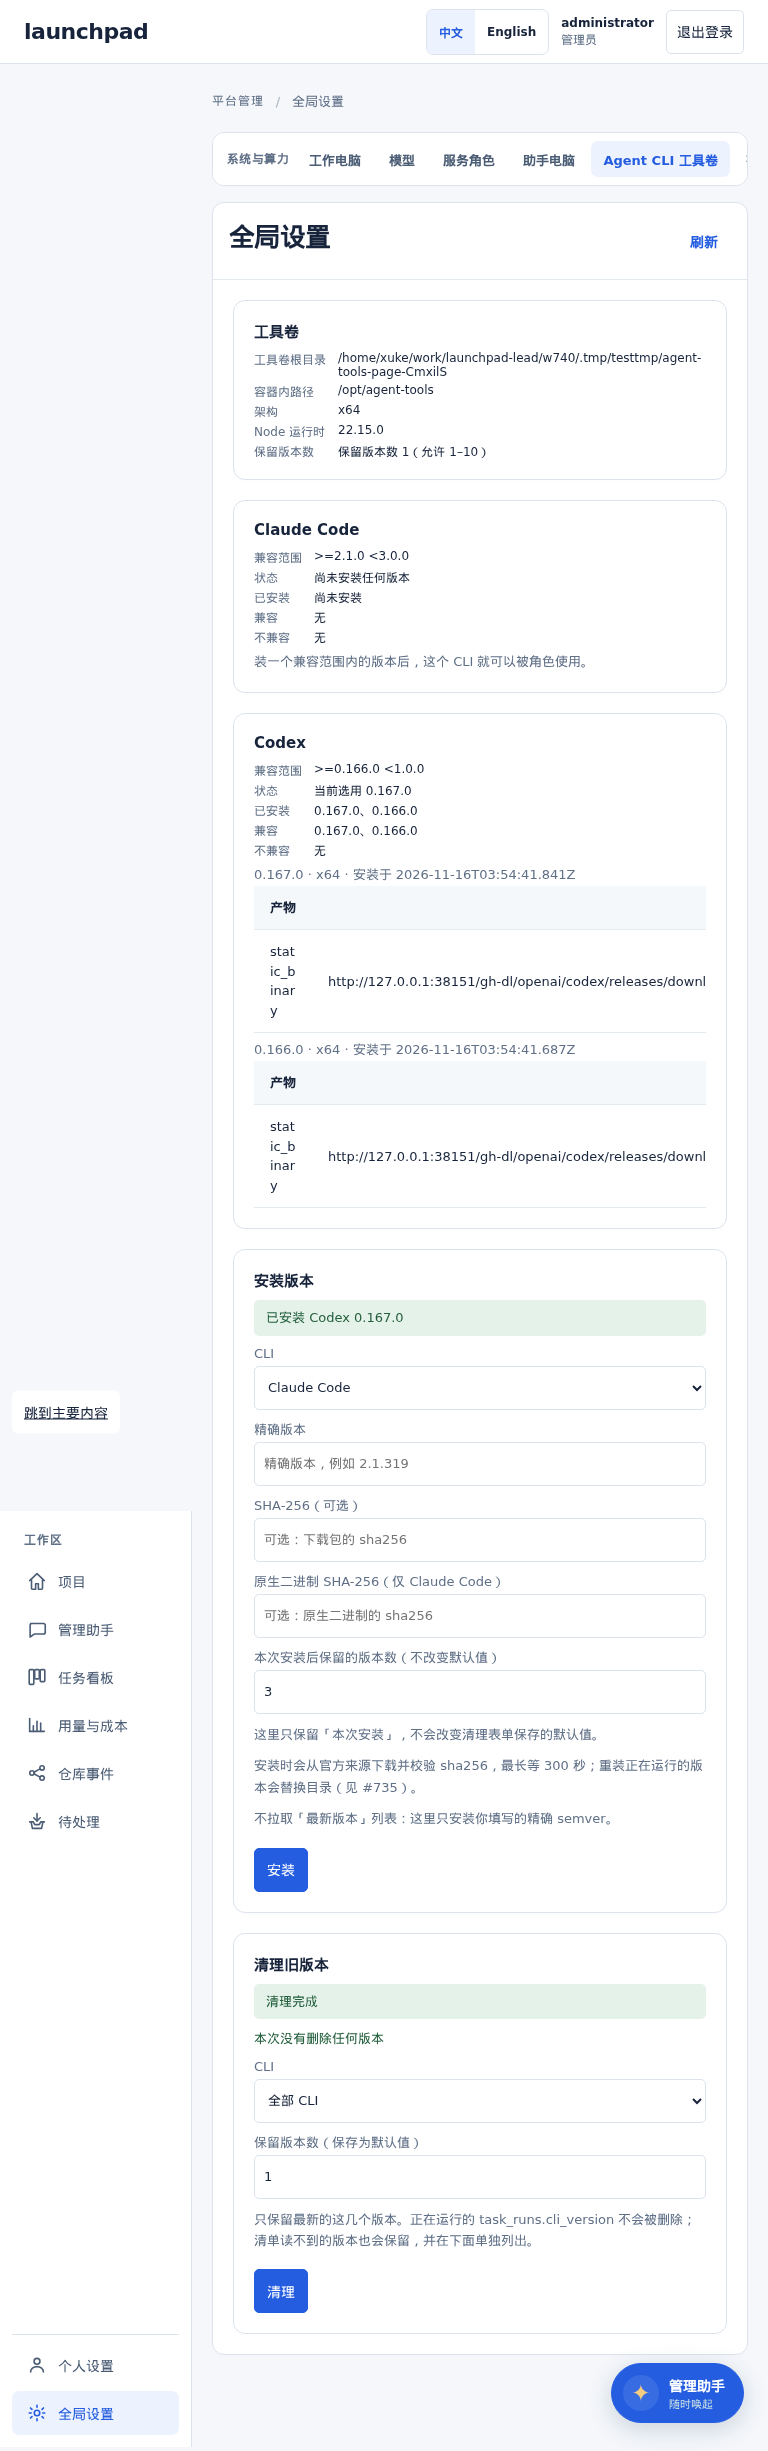 launchpad
中文
English
administrator
管理员
退出登录
平台管理 / 全局设置
系统与算力
工作电脑
模型
服务角色
助手电脑
Agent CLI 工具卷
全局设置
刷新
工具卷
工具卷根目录 /home/xuke/work/launchpad-lead/w740/.tmp/testtmp/agent-
tools-page-CmxilS
容器内路径 /opt/agent-tools
架构 x64
Node 运行时 22.15.0
保留版本数 保留版本数 1（允许 1–10）
Claude Code
兼容范围 >=2.1.0 <3.0.0
状态 尚未安装任何版本
已安装 尚未安装
兼容 无
不兼容 无
装一个兼容范围内的版本后，这个 CLI 就可以被角色使用。
Codex
兼容范围 >=0.166.0 <1.0.0
状态 当前选用 0.167.0
已安装 0.167.0、0.166.0
兼容 0.167.0、0.166.0
不兼容 无
0.167.0 · x64 · 安装于 2026-11-16T03:54:41.841Z
产物
stat
ic_b
inar
y
http://127.0.0.1:38151/gh-dl/openai/codex/releases/downl
0.166.0 · x64 · 安装于 2026-11-16T03:54:41.687Z
产物
stat
ic_b
inar
y
http://127.0.0.1:38151/gh-dl/openai/codex/releases/downl
安装版本
已安装 Codex 0.167.0
CLI
Claude Code
精确版本
精确版本，例如 2.1.319
SHA-256（可选）
可选：下载包的 sha256
原生二进制 SHA-256（仅 Claude Code）
可选：原生二进制的 sha256
本次安装后保留的版本数（不改变默认值）
3
这里只保留「本次安装」，不会改变清理表单保存的默认值。
安装时会从官方来源下载并校验 sha256，最长等 300 秒；重装正在运行的版
本会替换目录（见 #735）。
不拉取「最新版本」列表：这里只安装你填写的精确 semver。
安装
清理旧版本
清理完成
本次没有删除任何版本
CLI
全部 CLI
保留版本数（保存为默认值）
1
只保留最新的这几个版本。正在运行的 task_runs.cli_version 不会被删除；
清单读不到的版本也会保留，并在下面单独列出。
清理
跳到主要内容
工作区
项目
管理助手
任务看板
用量与成本
仓库事件
待处理
个人设置
全局设置
管理助手
随时唤起